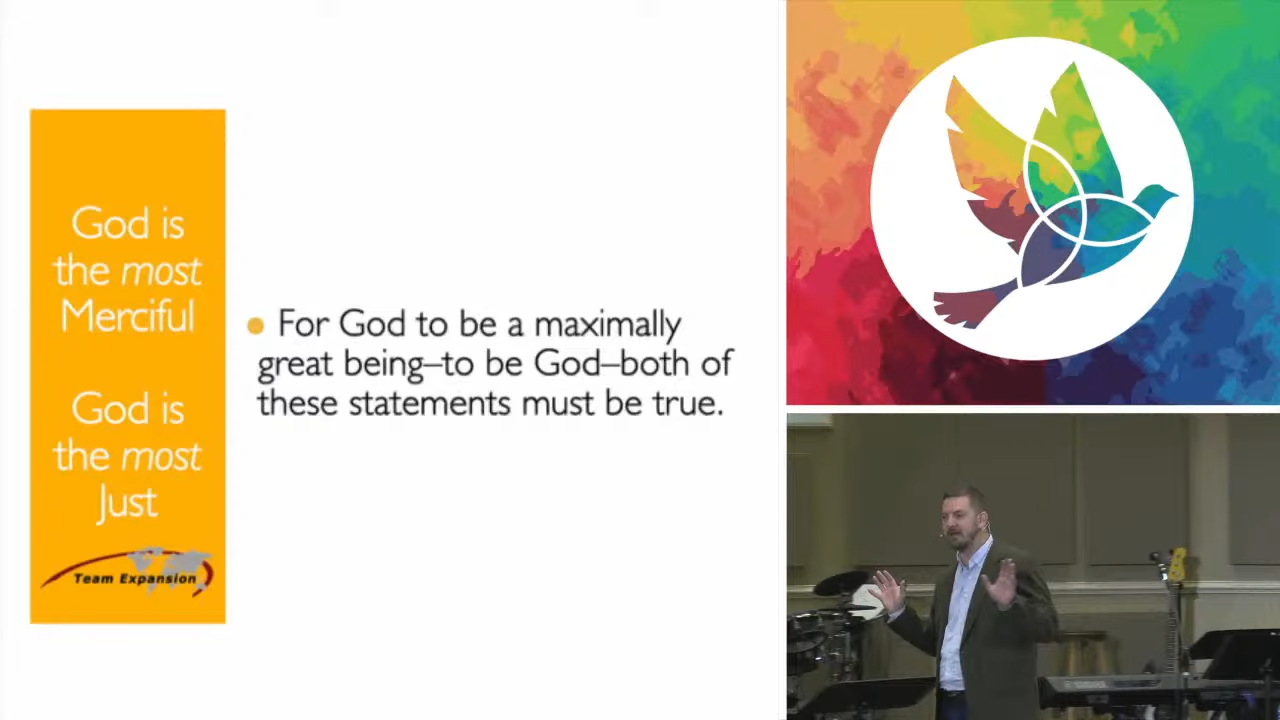 God is
the most
Merciful
God is
the most
Just
Team Expansion
For God to be a maximally
great being–to be God–both of
these statements must be true.